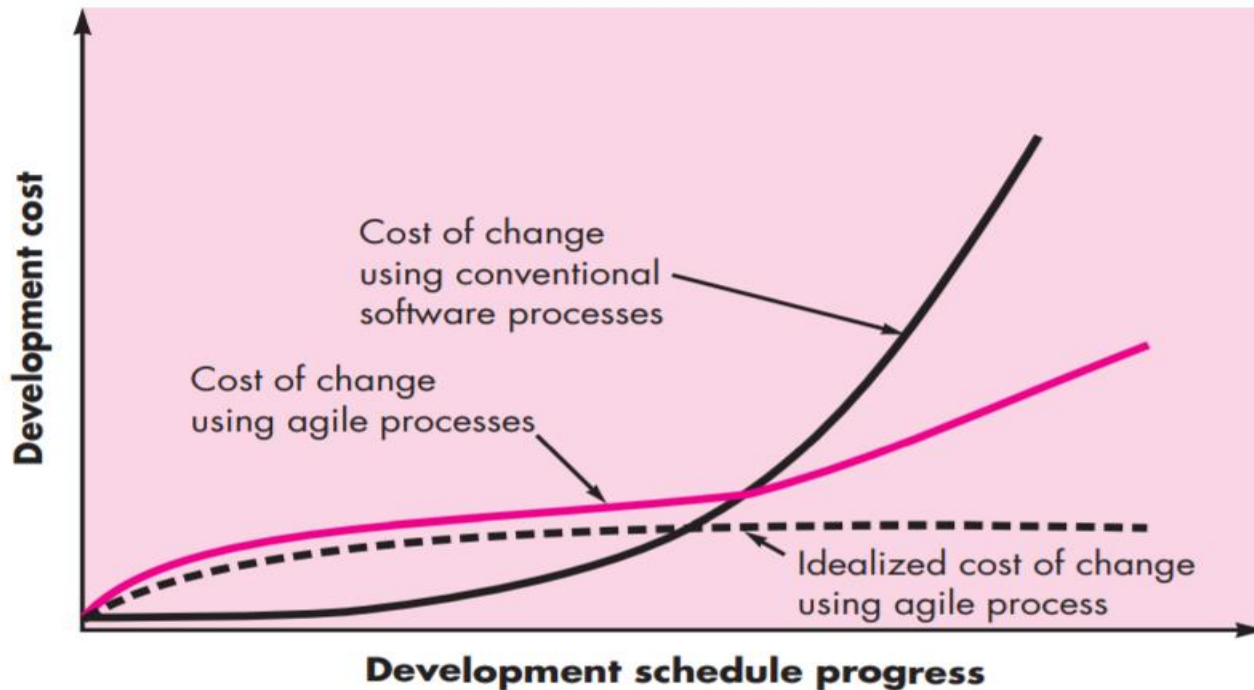 Development cost
Cost of change
using conventional
software processes
Cost of change
using agile processes
Idealized cost of change
using agile process
Development schedule progress